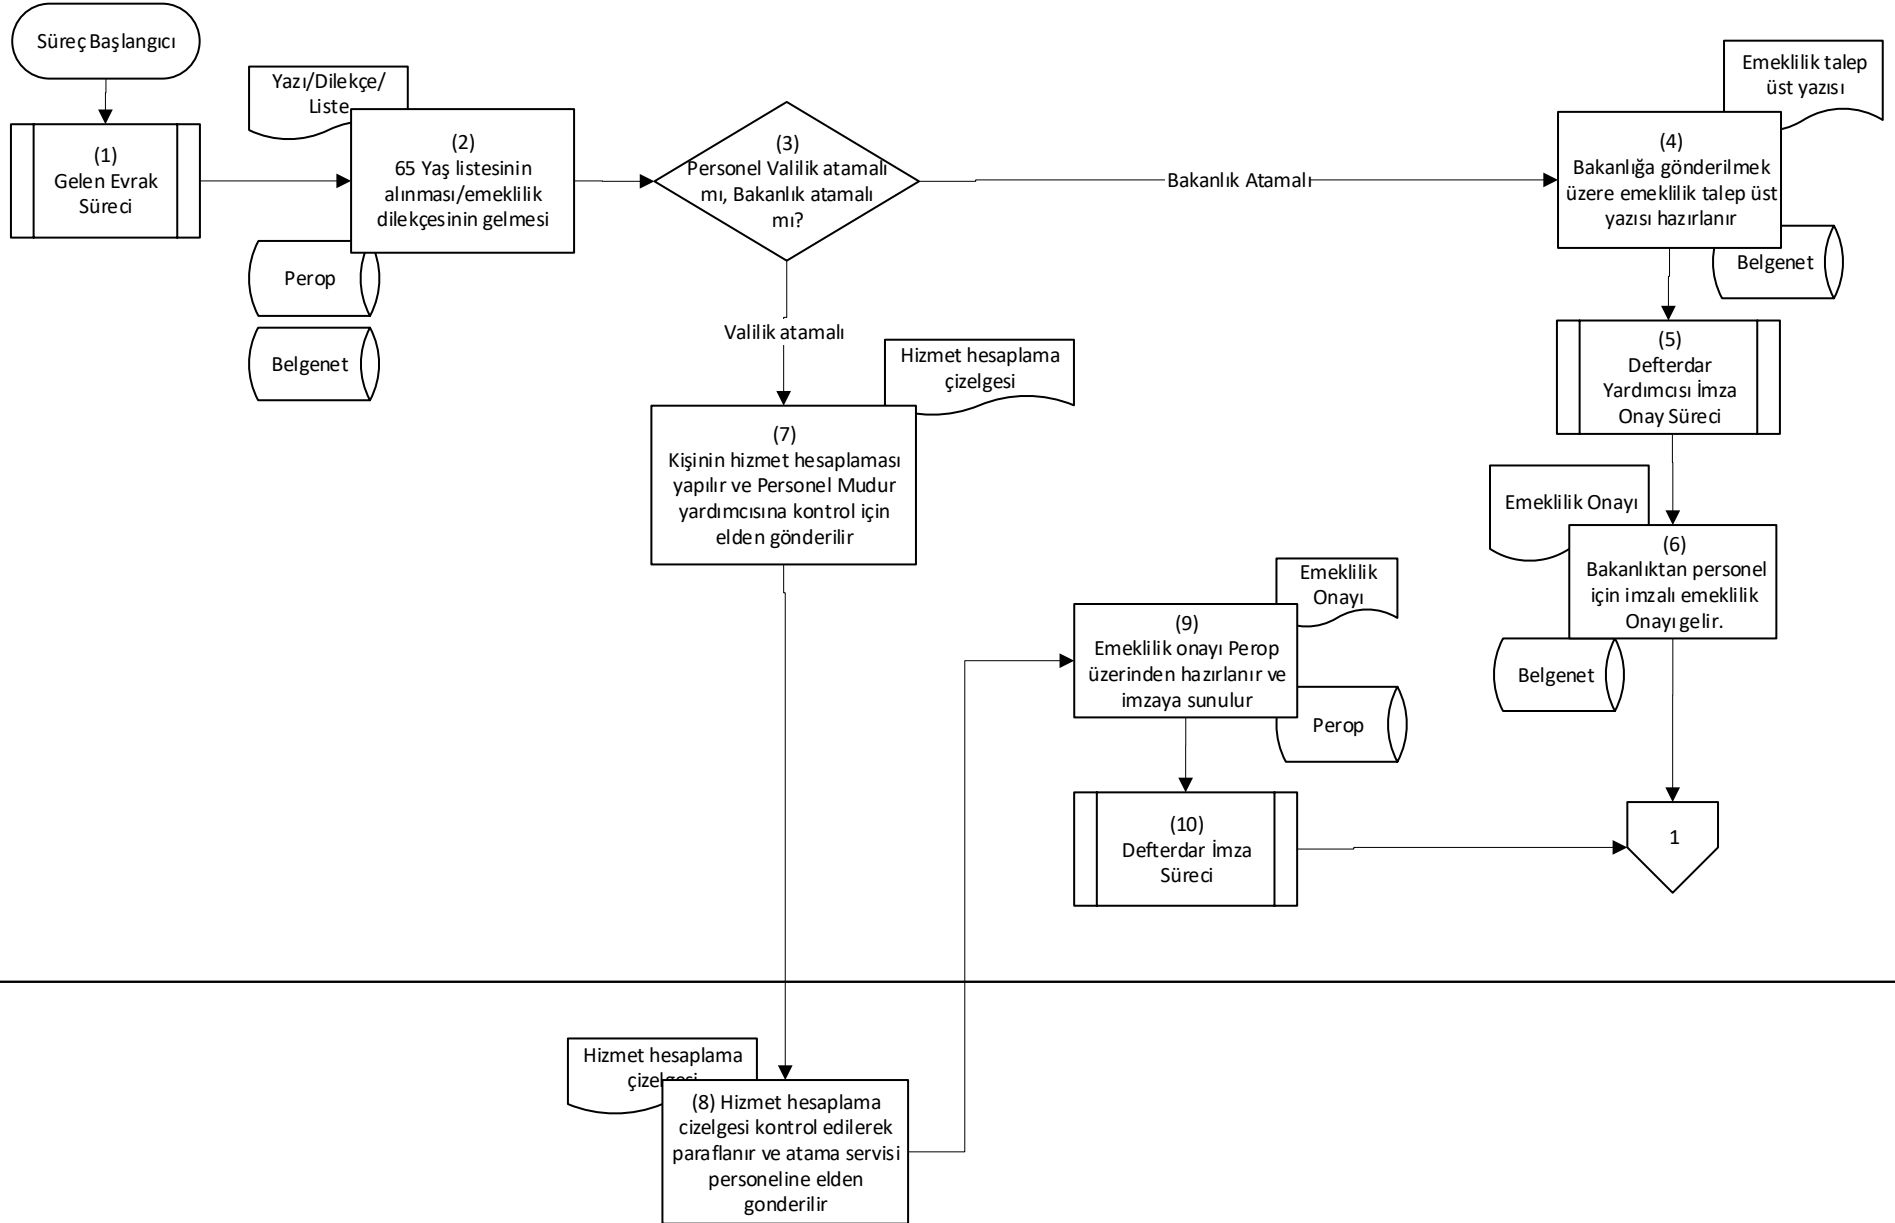 Süreç Başlangıcı
(1)
Gelen Evrak
Süreci
Yazı/Dilekçe/
Liste
(2)
65 Yaş listesinin
alınması/emeklilik
dilekçesinin gelmesi
Perop
Belgenet
(3)
Personel Valilik atamalı
mı, Bakanlık atamalı
mı?
Bakanlık Atamalı
Emeklilik talep
üst yazısı
(4)
Bakanlığa gönderilmek
üzere emeklilik talep üst
yazısı hazırlanır
Belgenet
(5)
Defterdar
Yardımcısı İmza
Onay Süreci
Emeklilik Onayı
(6)
Bakanlıktan personel
için imzalı emeklilik
Onayı gelir.
Belgenet
Valilik atamalı
Hizmet hesaplama
çizelgesi
(7)
Kişinin hizmet hesaplaması
yapılır ve Personel Mudur
yardımcısına kontrol için
elden gönderilir
Hizmet hesaplama
çizelgesi
(8) Hizmet hesaplama
cizelgesi kontrol edilerek
paraflanır ve atama servisi
personeline elden
gonderilir
Emeklilik
Onayı
(9)
Emeklilik onayı Perop
üzerinden hazırlanır ve
imzaya sunulur
Perop
(10)
Defterdar İmza
Süreci
1